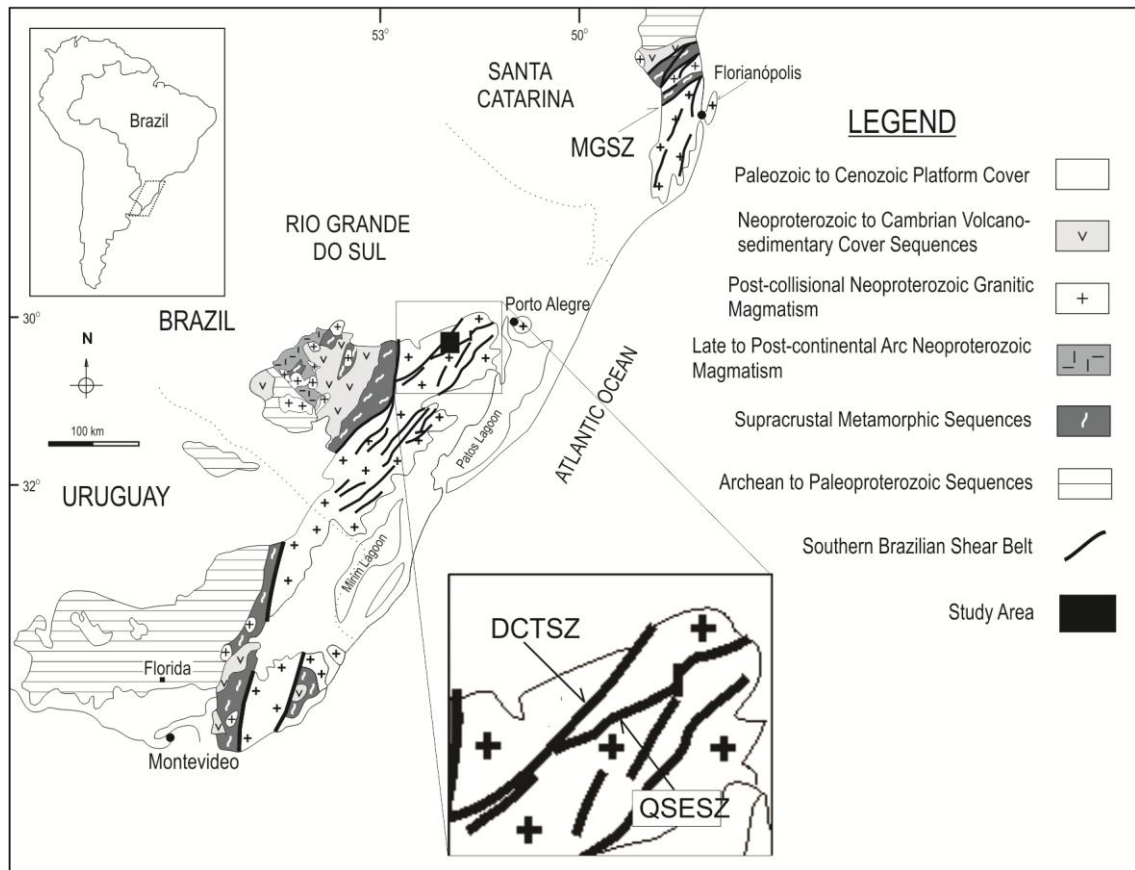 53
50
Brazil
SANTA
CATARINA
Florianópolis
MGSZ
RIO GRANDE
DO SUL
30
BRAZIL
Porto Alegre
N
100 km
Patos Lagoon
ATLANTIC OCEAN
32
URUGUAY
Mirim Lagoon
Florida
Montevideo
DCTSZ
QSESZ
LEGEND
Paleozoic to Cenozoic Platform Cover
Neoproterozoic to Cambrian Volcano-
sedimentary Cover Sequences
Post-collisional Neoproterozoic Granitic
Magmatism
Late to Post-continental Arc Neoproterozoic
Magmatism
Supracrustal Metamorphic Sequences
Archean to Paleoproterozoic Sequences
Southern Brazilian Shear Belt
Study Area